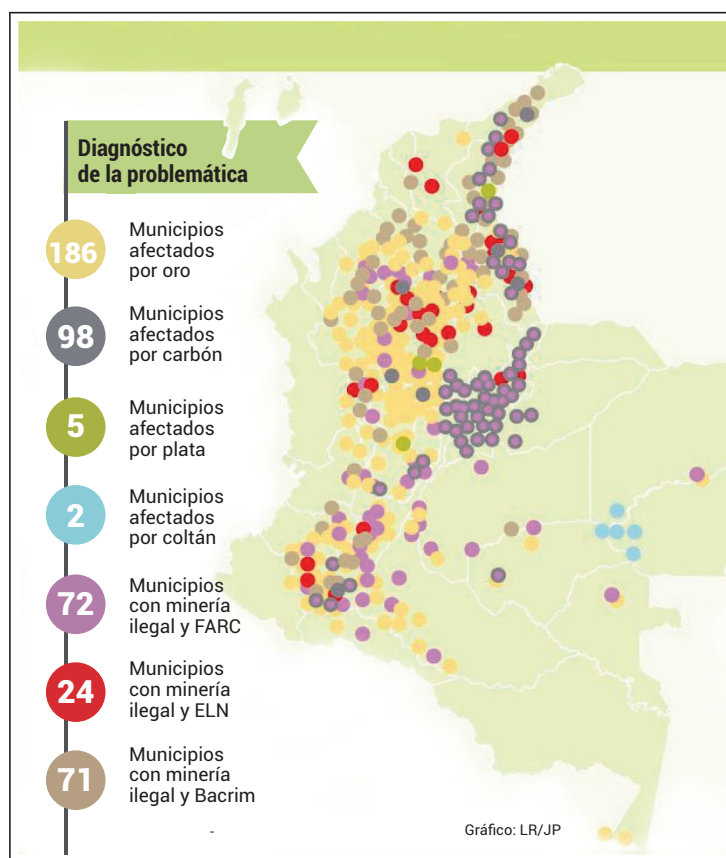 Diagnóstico
de la problemática
186
Municipios
afectados
por oro
98
Municipios
afectados
por carbón
5
Municipios
afectados
por plata
2
Municipios
afectados
por coltán
72
Municipios
con minería
ilegal y FARC
24
Municipios
con minería
ilegal y ELN
71
Municipios
con minería
ilegal y Bacrim
-
Gráfico: LR/JP